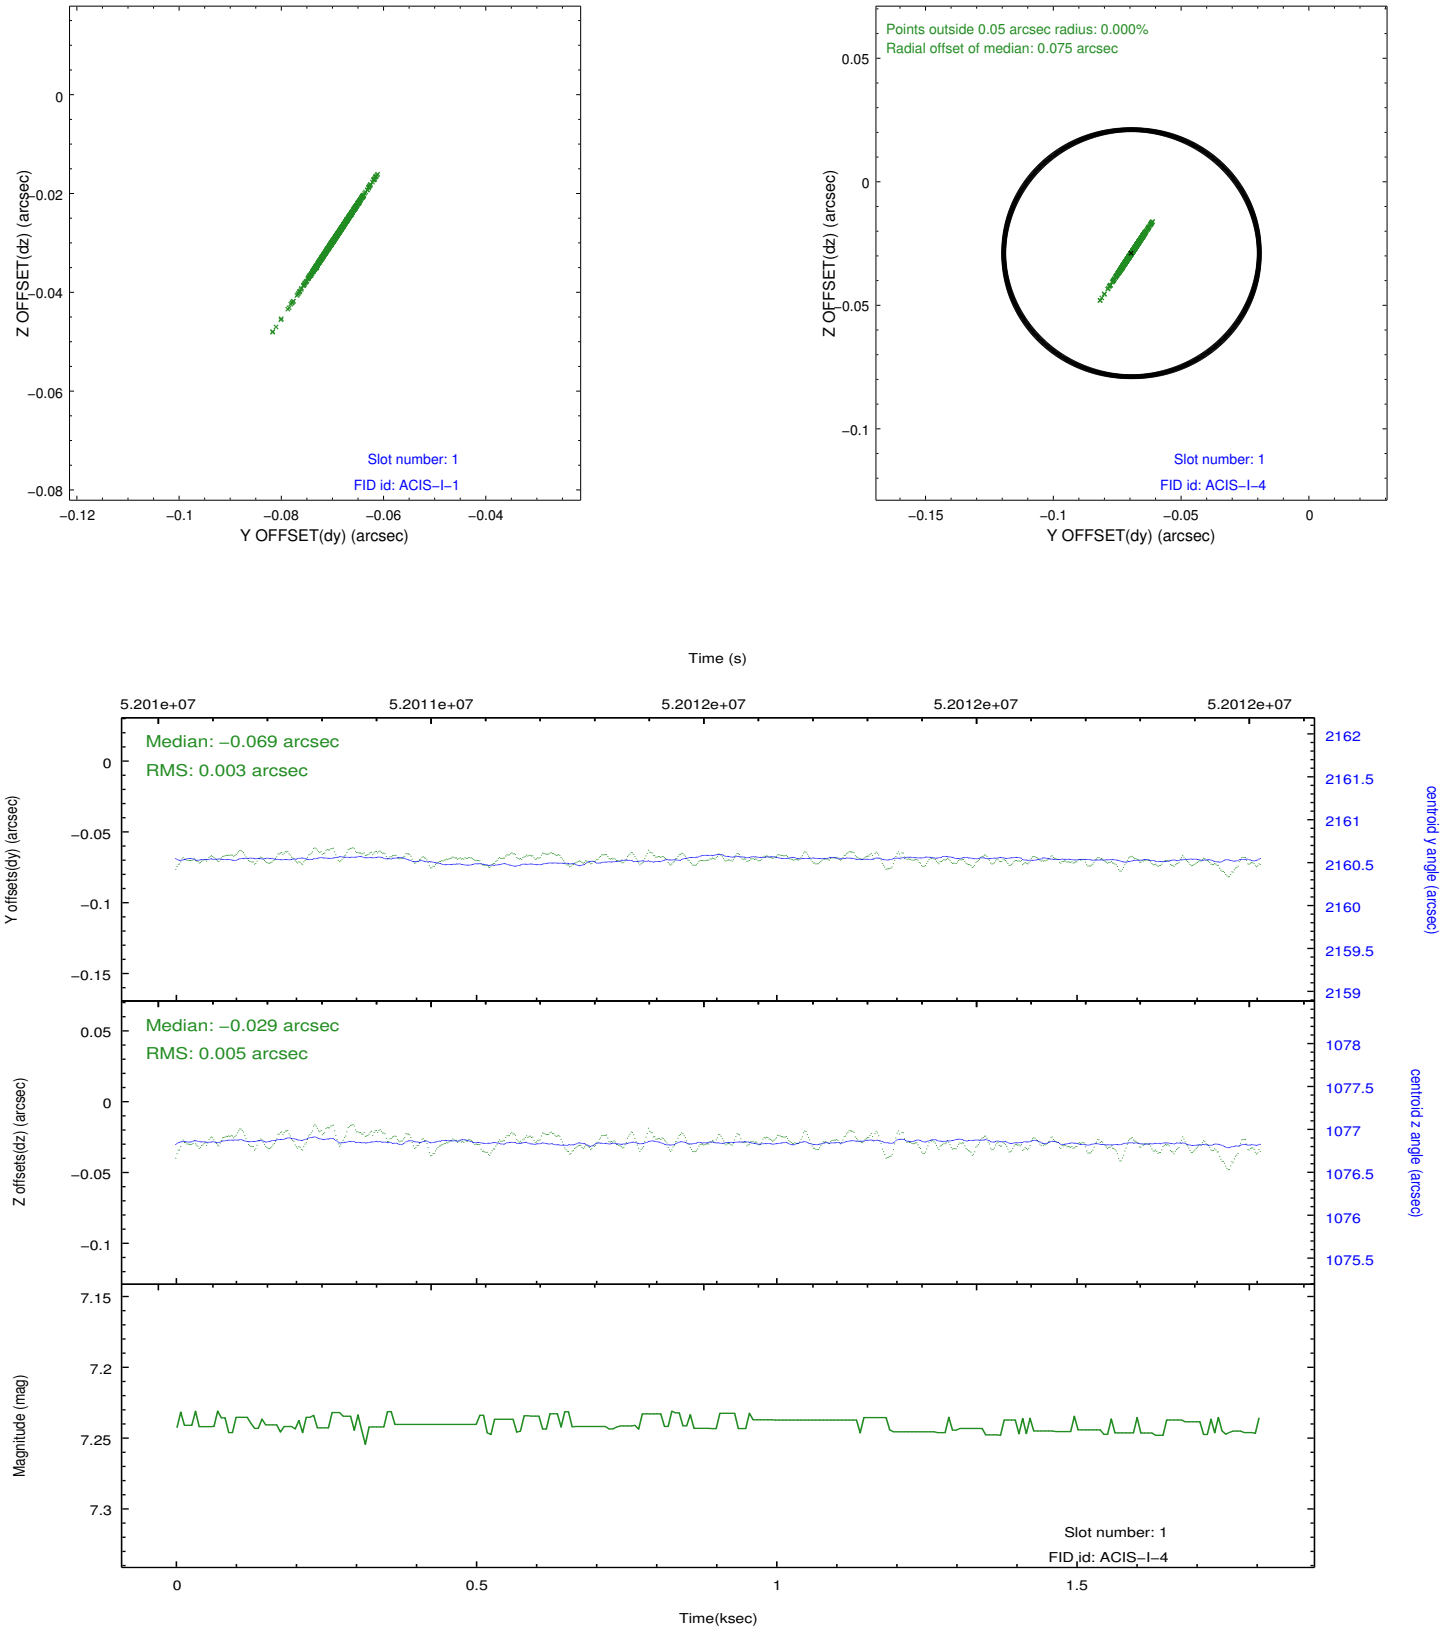 0
−0.02
−0.04
−0.06
−0.08
Z OFFSET(dz) (arcsec)
−0.12
−0.1
−0.08
−0.06
−0.04
Y OFFSET(dy) (arcsec)
Slot number: 1
FID id: ACIS−I−1
Points outside 0.05 arcsec radius: 0.000%
Radial offset of median: 0.075 arcsec
0.05
0
−0.05
−0.1
Z OFFSET(dz) (arcsec)
−0.15
−0.1
−0.05
0
Y OFFSET(dy) (arcsec)
Slot number: 1
FID id: ACIS−I−4
Time (s)
5.201e+07
5.2011e+07
5.2012e+07
5.2012e+07
5.2012e+07
Median: −0.069 arcsec
RMS: 0.003 arcsec
0
−0.05
−0.1
−0.15
Y offsets(dy) (arcsec)
2162
2161.5
2161
2160.5
2160
2159.5
2159
centroid y angle (arcsec)
Median: −0.029 arcsec
RMS: 0.005 arcsec
0.05
0
−0.05
−0.1
Z offsets(dz) (arcsec)
1078
1077.5
1077
1076.5
1076
1075.5
centroid z angle (arcsec)
7.15
7.2
7.25
7.3
Magnitude (mag)
Slot number: 1
FID id: ACIS−I−4
0
0.5
1
1.5
Time(ksec)